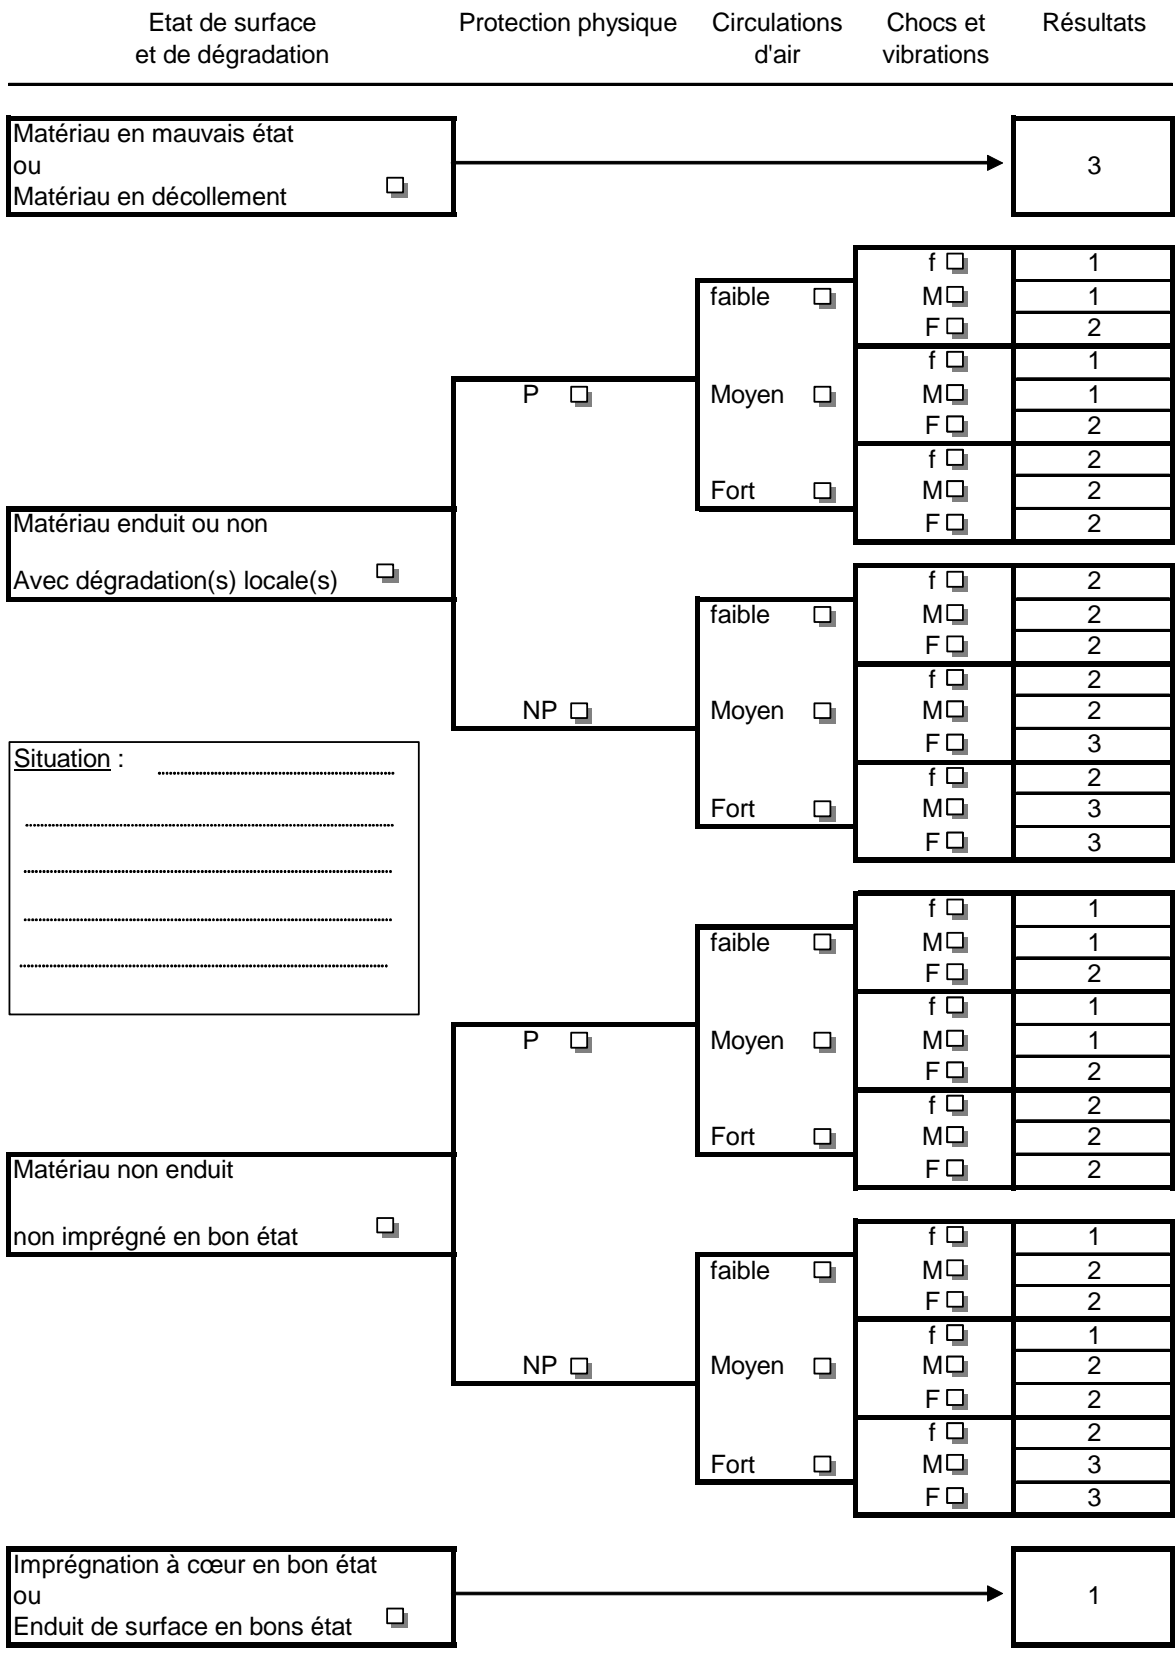 Etat de surface
et de dégradation
Protection physique
Circulations
d'air
Chocs et
vibrations
Résultats
Matériau en mauvais état
ou
Matériau en décollement
3
f 1
faible M 1
F 2
f 1
P Moyen M 1
F 2
f 2
Fort M 2
F 2
Matériau enduit ou non
Avec dégradation(s) locale(s)
f 2
faible M 2
F 2
f 2
NP Moyen M 2
F 3
f 2
Fort M 3
F 3
Situation :
f 1
faible M 1
F 2
f 1
P Moyen M 1
F 2
f 2
Fort M 2
F 2
Matériau non enduit
non imprégné en bon état
f 1
faible M 2
F 2
f 1
NP Moyen M 2
F 2
f 2
Fort M 3
F 3
Imprégnation à cœur en bon état
ou
Enduit de surface en bons état
1